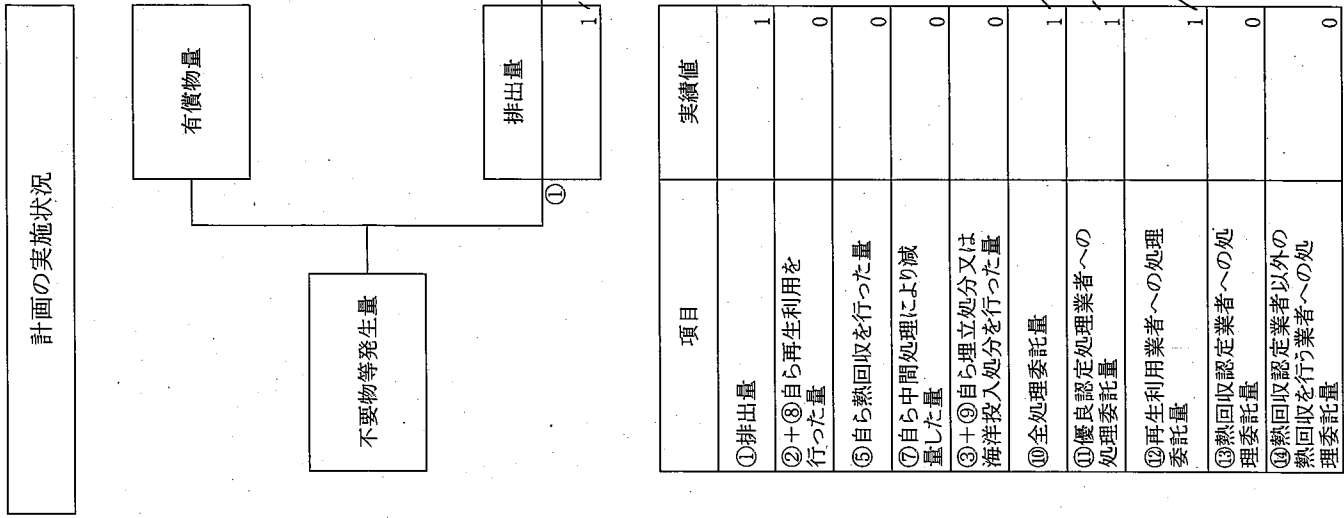 計画の実施状況
不要物等発生量
有償物量
①
排出量
1
項目
実績値
①排出量
1
②+⑧自ら再生利用を
行った量
0
⑤自ら熱回収を行った量
0
⑦自ら中間処理により減
量した量
0
③+⑨自ら埋立処分又は
海洋投入処分を行った量
0
⑩全処理委託量
1
⑪優良認定処理業者への
処理委託量
1
⑫再生利用業者への処理
委託量
1
⑬熱回収認定業者への処
理委託量
0
⑭熱回収認定業者以外の
熱回収を行う業者への処
理委託量
0